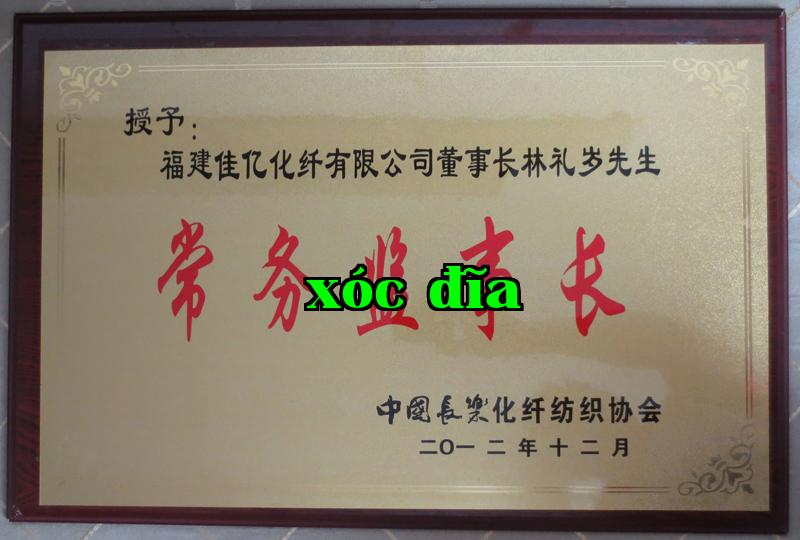 授予：
福建佳亿化纤有限公司董事长林礼岁先生
常务监事长
xóc đĩa
中國長樂化纤纺织协会
二〇一二年十二月